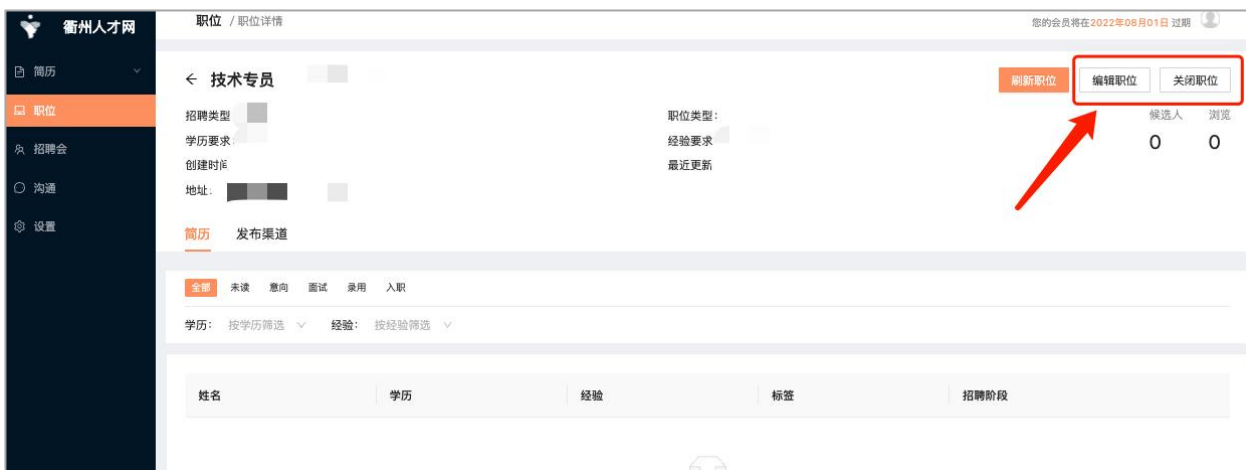 衢州人才网
职位 / 职位详情
您的会员将在2022年08月01日 过期
简历
职位
招聘会
沟通
设置
← 技术专员
刷新职位 编辑职位 关闭职位
招聘类型 职位类型：
候选人 浏览
学历要求： 经验要求
0 0
创建时间 最近更新
地址：
简历 发布渠道
全部 未读 意向 面试 录用 入职
学历： 按学历筛选 经验： 按经验筛选
姓名 学历 经验 标签 招聘阶段